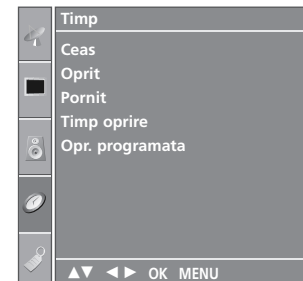 Timp
Ceas
Oprit
Pornit
Timp oprire
Opr. programata
▲▼ ◄► OK MENU